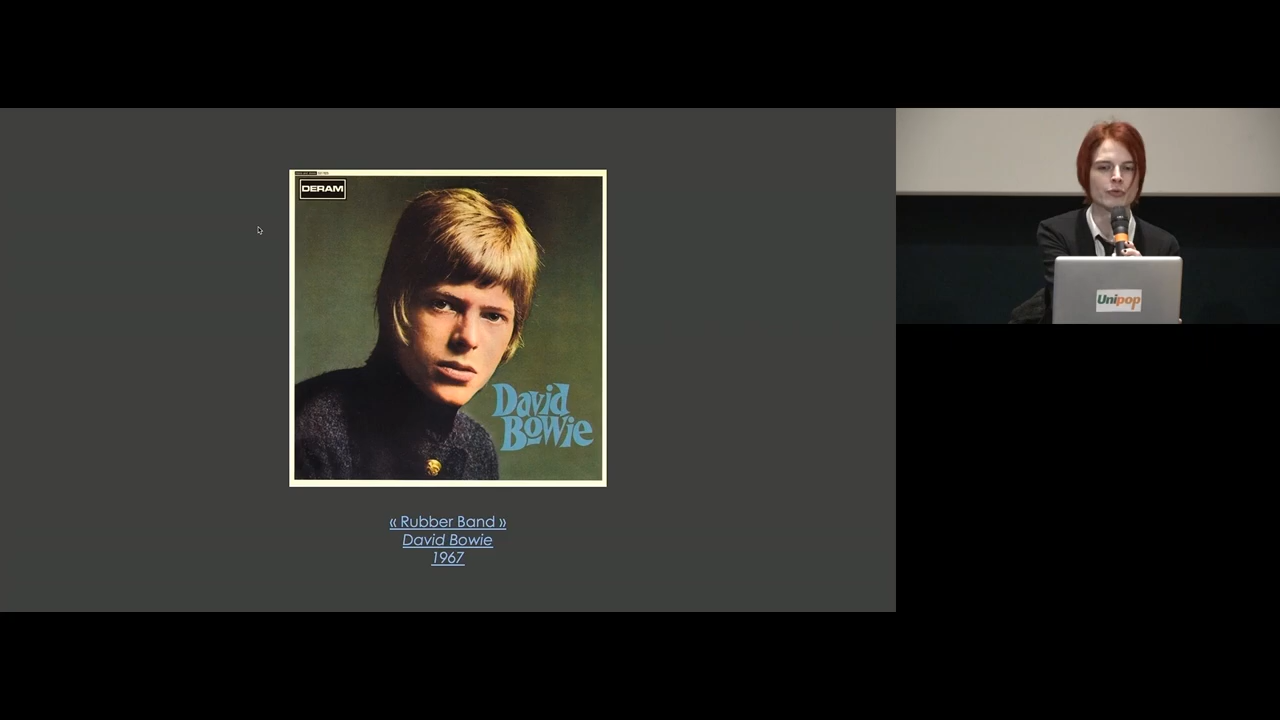 DERAM
David
Bowie
« Rubber Band »
David Bowie
1967
Unipop